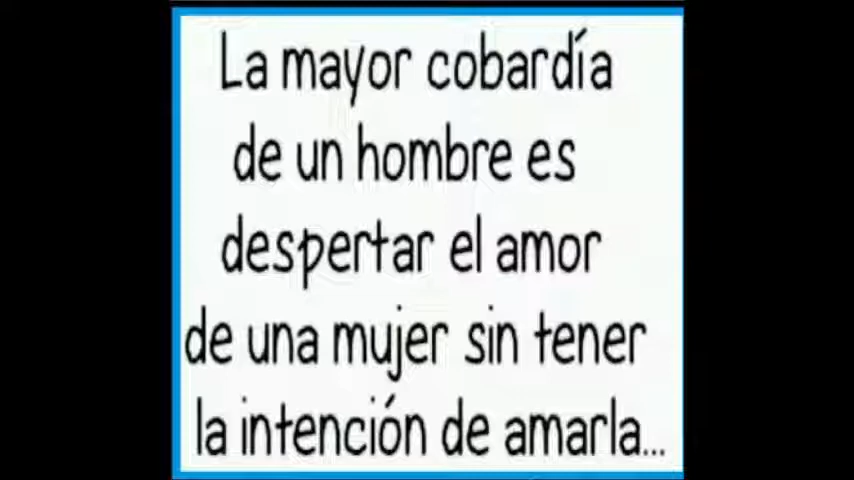 La mayor cobardía
de un hombre es
despertar el amor
de una mujer sin tener
la intención de amarla...